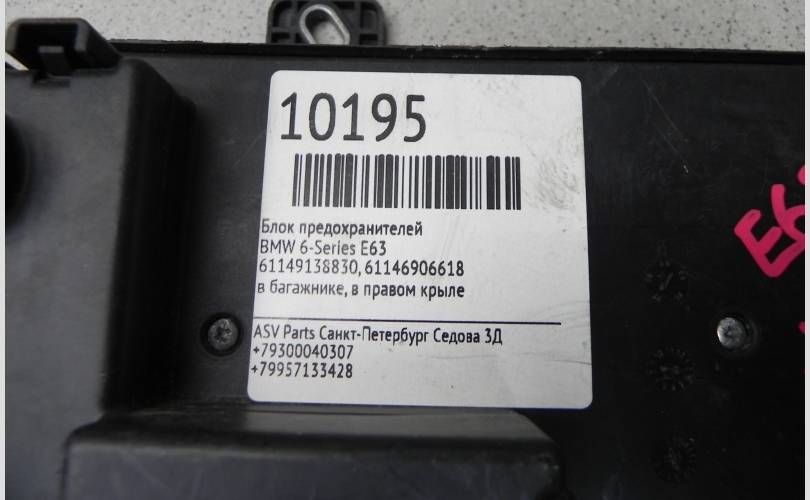 10195
Блок предохранителей
BMW 6-Series E63
61149138830, 61146906618
в багажнике, в правом крыле
ASV Parts Санкт-Петербург Седова 3Д
+79300040307
+79957133428